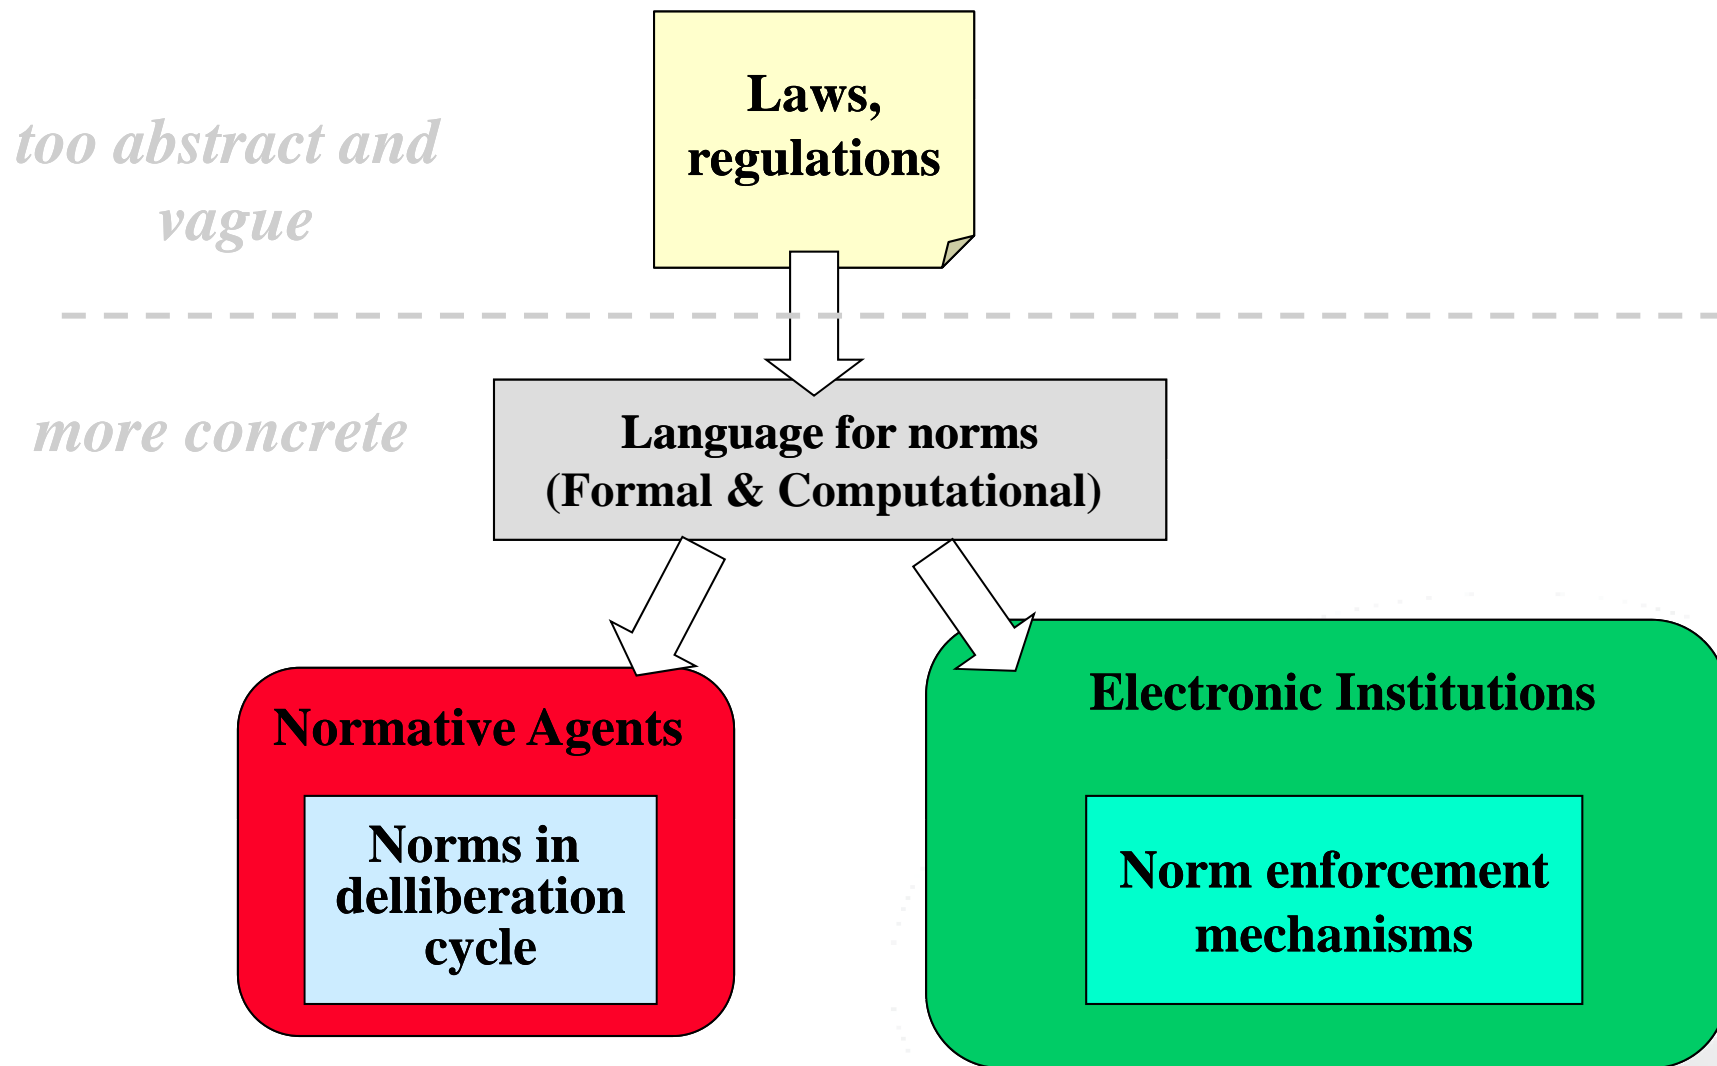 Laws,
regulations
too abstract and
vague
more concrete
Language for norms
(Formal & Computational)
Normative Agents
Norms in
delliberation
cycle
Electronic Institutions
Norm enforcement
mechanisms